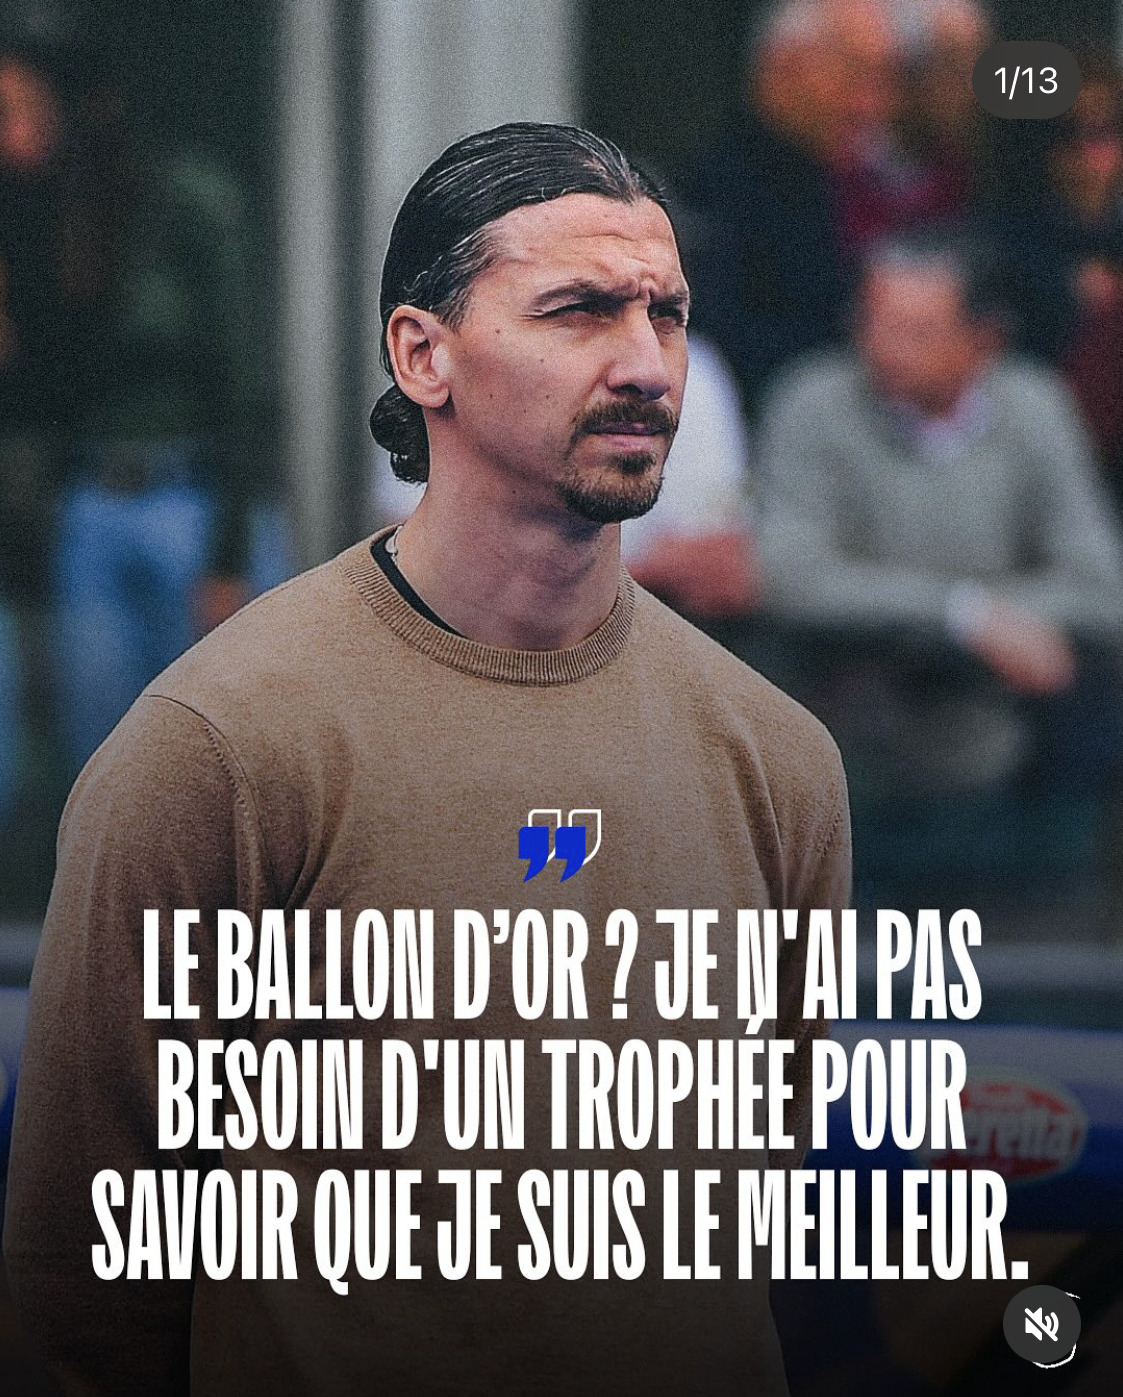 1/13
LE BALLON D’OR ? JE N'AI PAS
BESOIN D'UN TROPHÉE POUR
SAVOIR QUE JE SUIS LE MEILLEUR.